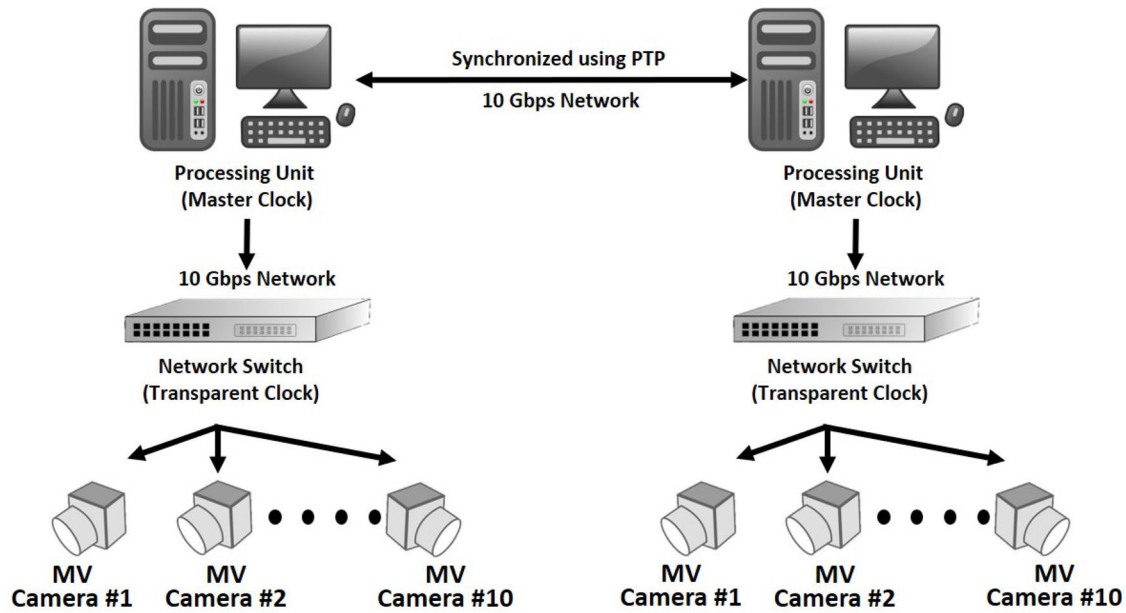 Synchronized using PTP
10 Gbps Network
Processing Unit
(Master Clock)
Processing Unit
(Master Clock)
10 Gbps Network
10 Gbps Network
Network Switch
(Transparent Clock)
Network Switch
(Transparent Clock)
MV
Camera #1
MV
Camera #2
MV
Camera #10
MV
Camera #1
MV
Camera #2
MV
Camera #10